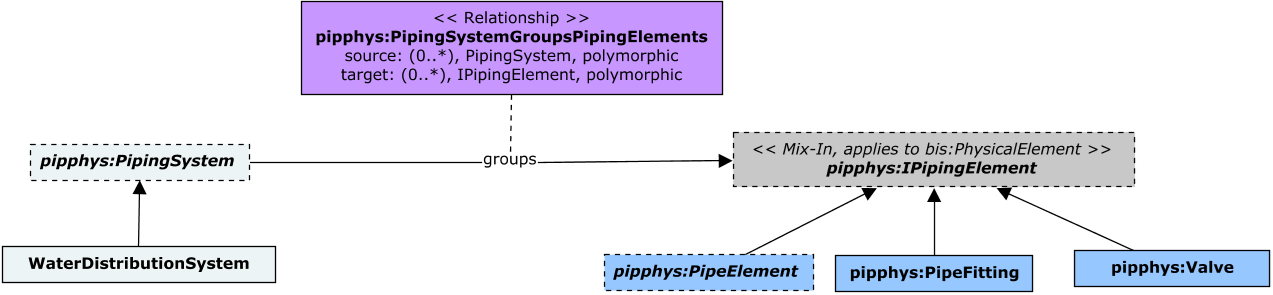 << Relationship >>
pipphys:PipingSystemGroupsPipingElements
source: (0..*), PipingSystem, polymorphic
target: (0..*), IPipingElement, polymorphic
pipphys:PipingSystem
groups
<< Mix-In, applies to bis:PhysicalElement >>
pipphys:IPipingElement
WaterDistributionSystem
pipphys:PipeElement
pipphys:PipeFitting
pipphys:Valve